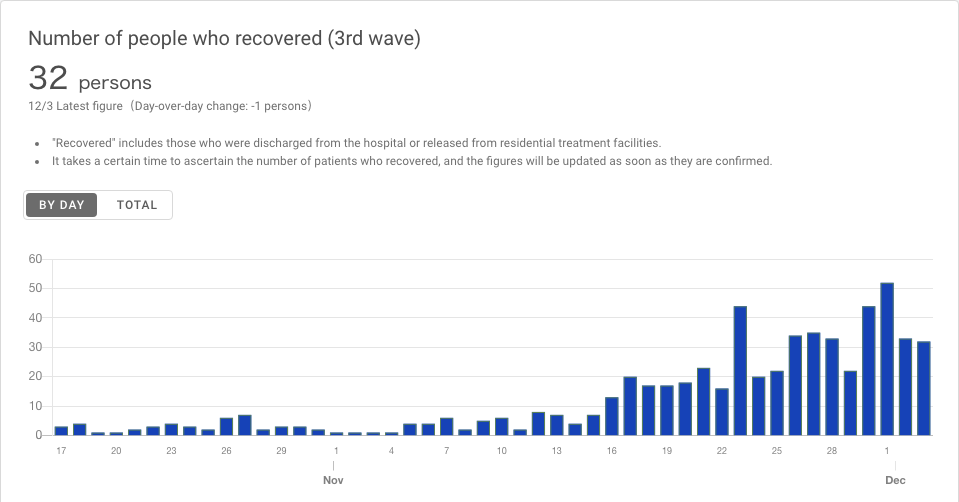 Number of people who recovered (3rd wave)
32 persons
12/3 Latest figure（Day-over-day change: -1 persons）
• "Recovered" includes those who were discharged from the hospital or released from residential treatment facilities.
• It takes a certain time to ascertain the number of patients who recovered, and the figures will be updated as soon as they are confirmed.
BY DAY TOTAL
60
50
40
30
20
10
0
17 20 23 26 29 1 4 7 10 13 16 19 22 25 28 1
Nov Dec